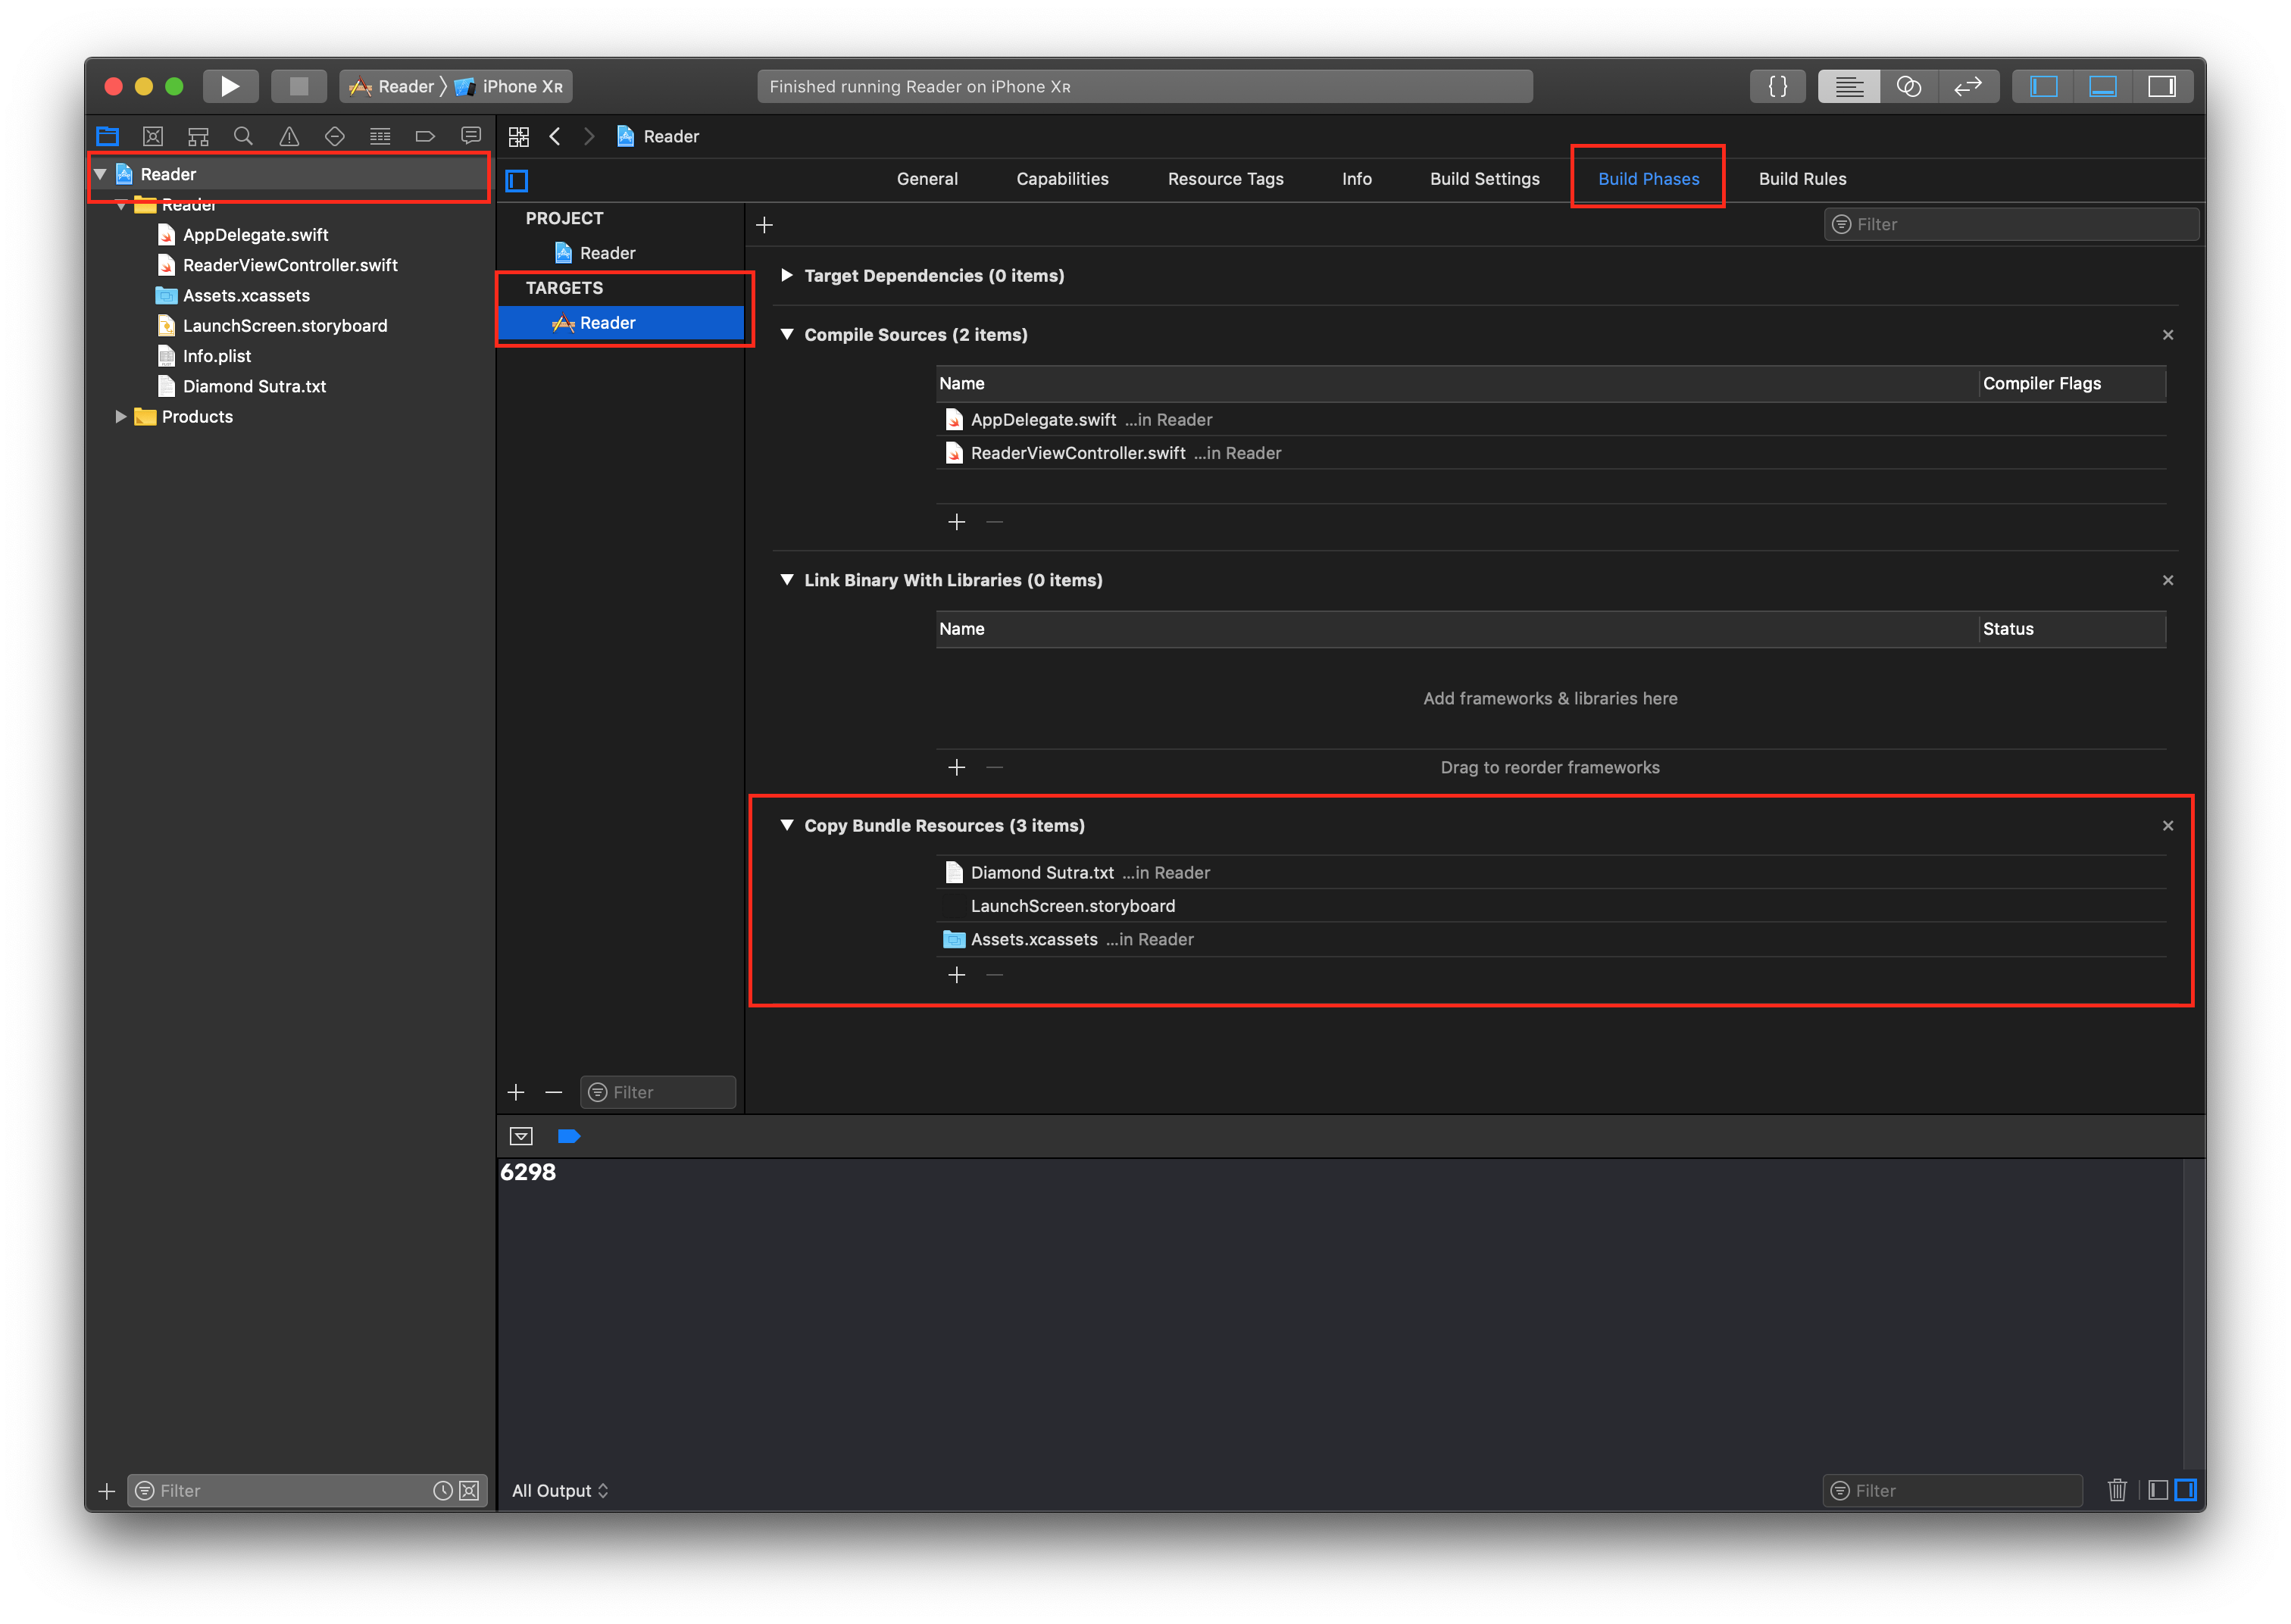 Reader
iPhone Xʀ
Finished running Reader on iPhone Xʀ
{ }
Reader
Reader
Reader
AppDelegate.swift
ReaderViewController.swift
Assets.xcassets
LaunchScreen.storyboard
Info.plist
Diamond Sutra.txt
Products
Filter
General
Capabilities
Resource Tags
Info
Build Settings
Build Phases
Build Rules
PROJECT
Reader
TARGETS
Reader
Filter
Filter
Target Dependencies (0 items)
Compile Sources (2 items)
Name
Compiler Flags
AppDelegate.swift ...in Reader
ReaderViewController.swift ...in Reader
Link Binary With Libraries (0 items)
Name
Status
Add frameworks & libraries here
Drag to reorder frameworks
Copy Bundle Resources (3 items)
Diamond Sutra.txt ...in Reader
LaunchScreen.storyboard
Assets.xcassets ...in Reader
6298
All Output
Filter